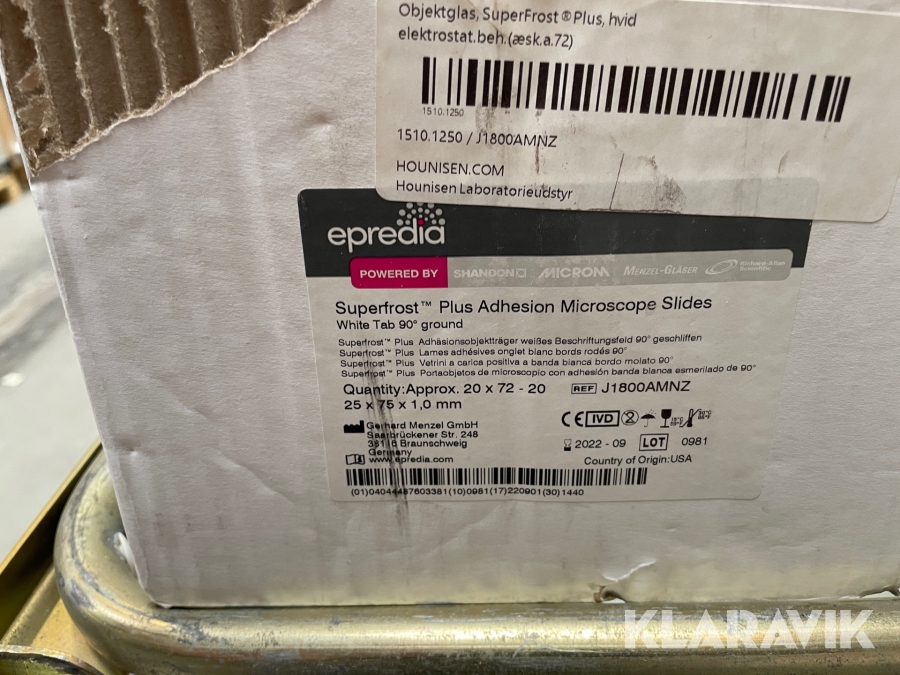 Objektglas, SuperFrost®Plus, hvid
elektrostat.beh.(æsk.a.72)
1510.1250
1510.1250 / J1800AMNZ
HOUNISEN.COM
Hounisen Laboratorieudstyr
epredia
POWERED BY SHANDON MICROM MENZEL-GLÄSER Richard-Allan Scientific
Superfrost™ Plus Adhesion Microscope Slides
White Tab 90° ground
Superfrost™ Plus Adhäsionsobjektträger weißes Beschriftungsfeld 90° geschliffen
Superfrost™ Plus Lames adhésives onglet blanc bords rodés 90°
Superfrost™ Plus Vetrini a carica positiva a banda bianca bordo molato 90°
Superfrost™ Plus Portaobjetos de microscopio con adhesión banda blanca esmerilado de 90°
Quantity:Approx. 20 x 72 - 20 REF J1800AMNZ
25 x 75 x 1,0 mm
CE IVD
Gerhard Menzel GmbH
Saarbrückener Str. 248
38116 Braunschweig
Germany
www.epredia.com
2022 - 09 LOT 0981
Country of Origin:USA
(01)04044487603381(10)0981(17)220901(30)1440
KLARAVIK